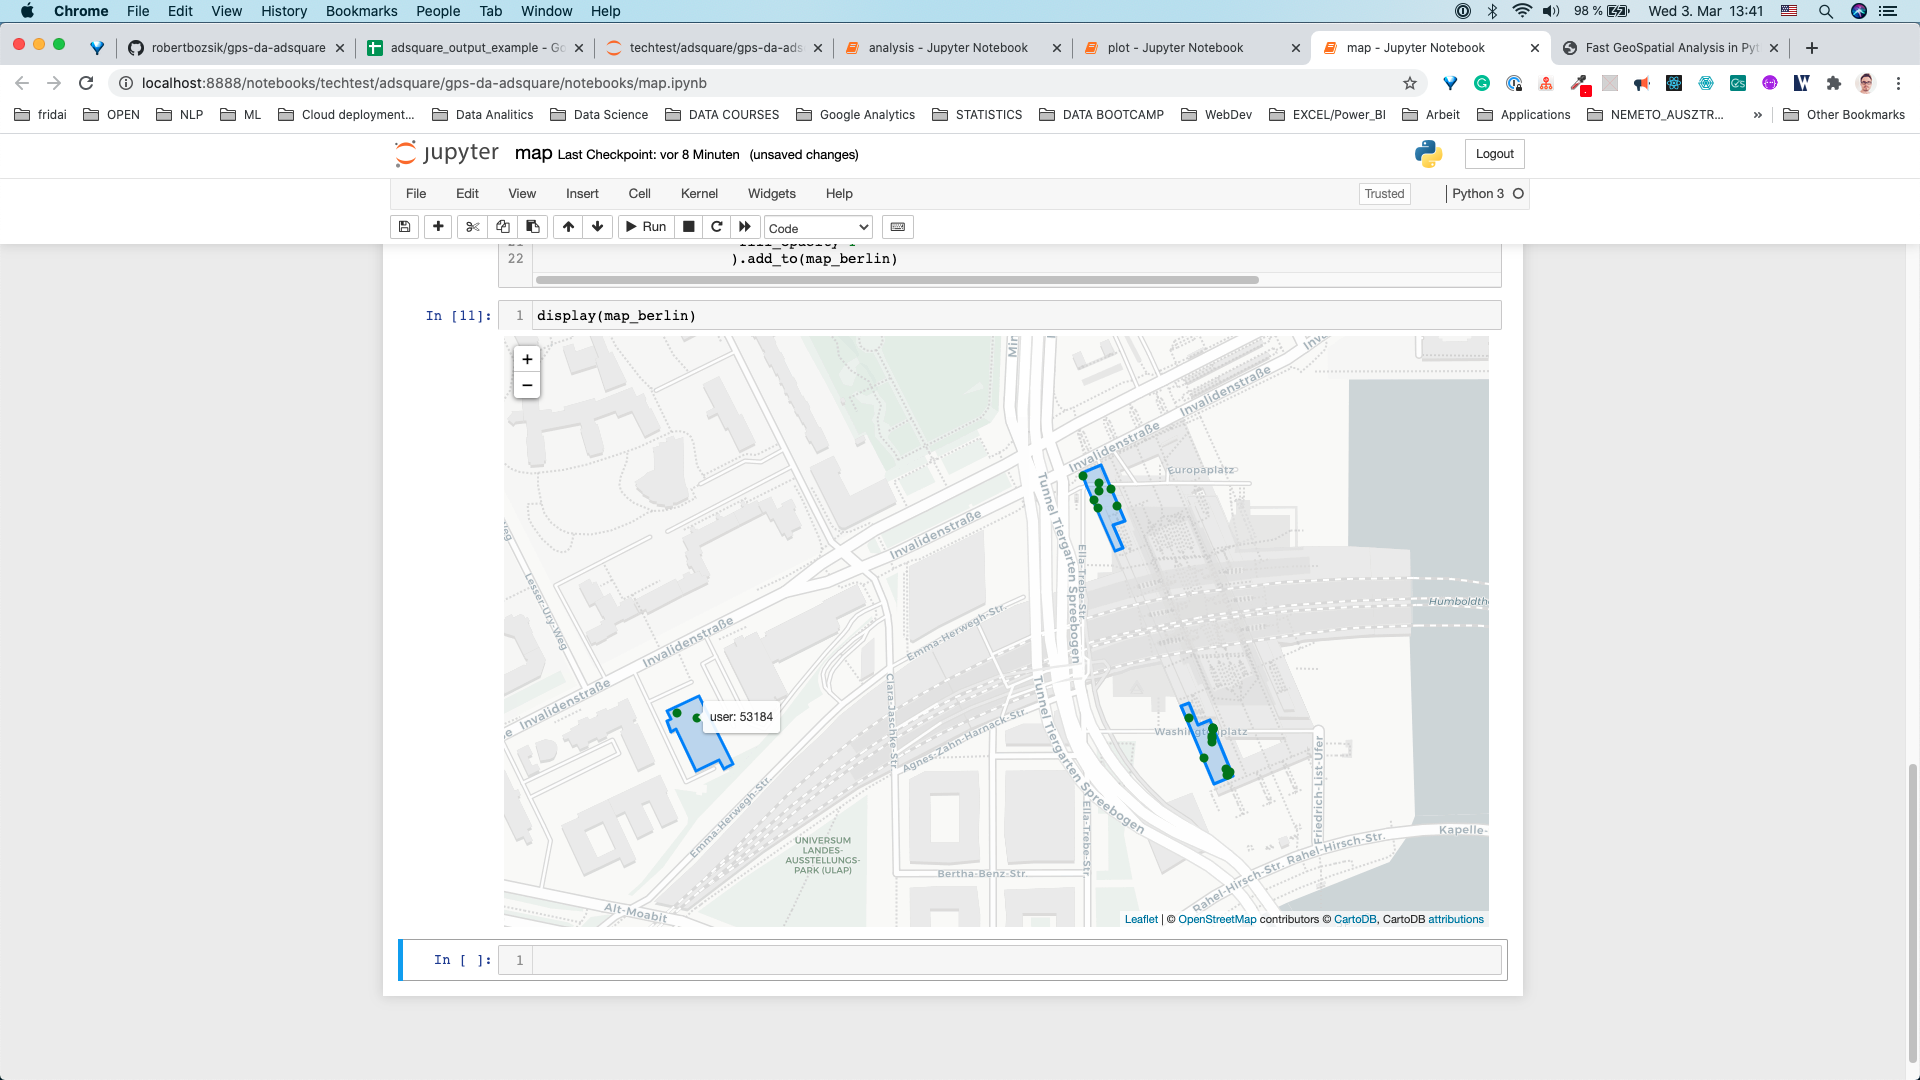 Chrome File Edit View History Bookmarks People Tab Window Help 98 % Wed 3. Mar 13:41
robertbozsik/gps-da-adsquare adsquare_output_example - Go techtest/adsquare/gps-da-ads analysis - Jupyter Notebook plot - Jupyter Notebook map - Jupyter Notebook Fast GeoSpatial Analysis in Pyt
localhost:8888/notebooks/techtest/adsquare/gps-da-adsquare/notebooks/map.ipynb
fridai OPEN NLP ML Cloud deployment... Data Analitics Data Science DATA COURSES Google Analytics STATISTICS DATA BOOTCAMP WebDev EXCEL/Power_BI Arbeit Applications NEMETO_AUSZTR... » Other Bookmarks
jupyter map Last Checkpoint: vor 8 Minuten (unsaved changes) Logout
File Edit View Insert Cell Kernel Widgets Help Trusted Python 3
Run Code
22 ).add_to(map_berlin)
In [11]: 1 display(map_berlin)
+
−
Invalidenstraße
Invalidenstraße
Europaplatz
Tunnel Tiergarten Spreebogen
Invalidenstraße
Ella-Trebe-Str.
Lesser-Ury-Weg
Humboldth
Emma-Herwegh-Str.
Invalidenstraße
Invalidenstraße
Clara-Jaschke-Str.
Tunnel Tiergarten Spreebogen
user: 53184
Agnes-Zahn-Harnack-Str.
Friedrich-List-Ufer
Emma-Herwegh-Str
Ella-Trebe-Str.
Kapelle-
UNIVERSUM
LANDES-
AUSSTELLUNGS-
PARK (ULAP)
Rahel-Hirsch-Str.
Rahel-Hirsch-Str.
Bertha-Benz-Str.
Alt-Moabit
Leaflet | © OpenStreetMap contributors © CartoDB, CartoDB attributions
In [ ]: 1